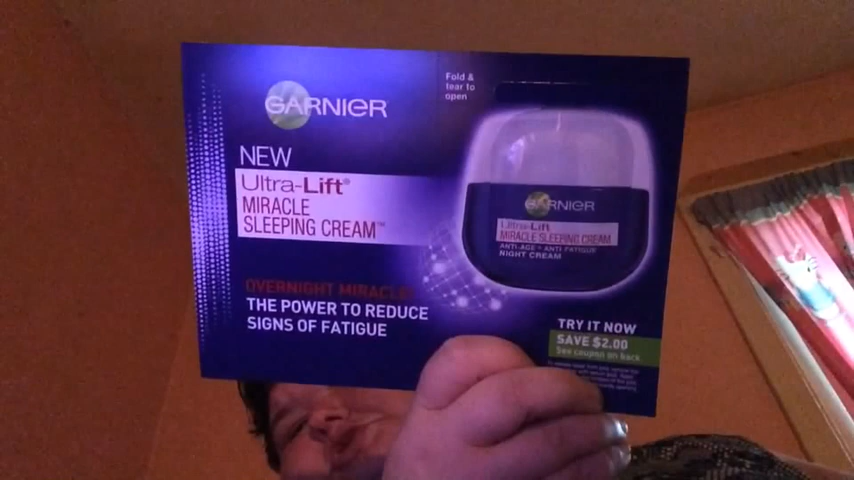 Fold &
tear to
open
GARNIER
NEW
Ultra-Lift®
MIRACLE
SLEEPING CREAM™
OVERNIGHT MIRACLE:
THE POWER TO REDUCE
SIGNS OF FATIGUE
GARNIER
Ultra-Lift
MIRACLE SLEEPING CREAM
ANTI-AGE + ANTI-FATIGUE
NIGHT CREAM
TRY IT NOW
SAVE $2.00
See coupon on back